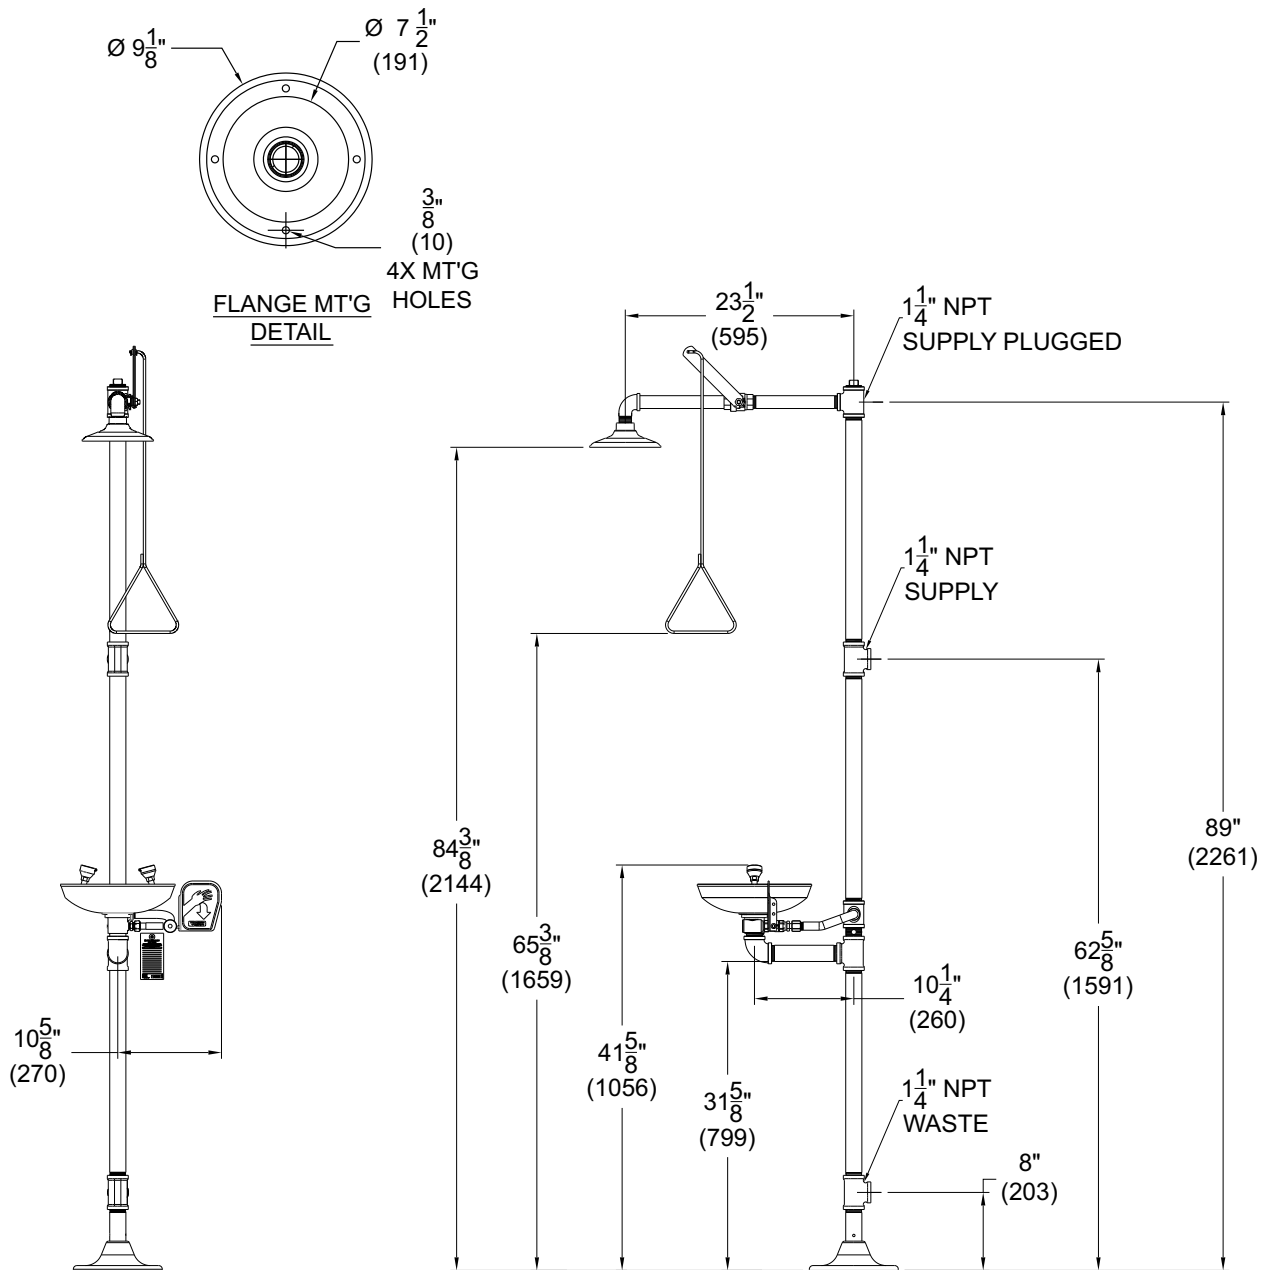 Ø 9 1/8"
Ø 7 1/2"
(191)
3/8"
(10)
4X MT'G
HOLES
FLANGE MT'G
DETAIL
23 1/2"
(595)
1 1/4" NPT
SUPPLY PLUGGED
1 1/4" NPT
SUPPLY
84 3/8"
(2144)
89"
(2261)
65 3/8"
(1659)
62 5/8"
(1591)
10 1/4"
(260)
10 5/8"
(270)
41 5/8"
(1056)
31 5/8"
(799)
1 1/4" NPT
WASTE
8"
(203)